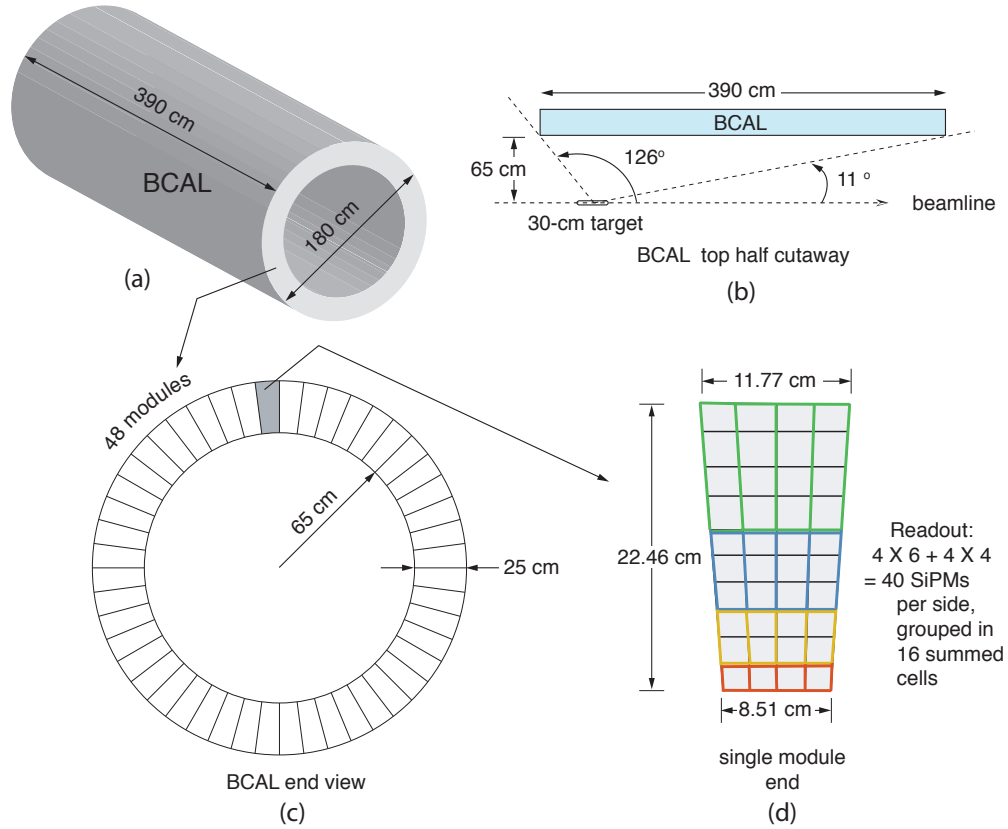 390 cm
BCAL
180 cm
(a)
390 cm
BCAL
65 cm
126º
11 º
30-cm target
beamline
BCAL top half cutaway
(b)
48 modules
65 cm
25 cm
BCAL end view
(c)
11.77 cm
22.46 cm
8.51 cm
Readout:
4 X 6 + 4 X 4
= 40 SiPMs
per side,
grouped in
16 summed
cells
single module
end
(d)